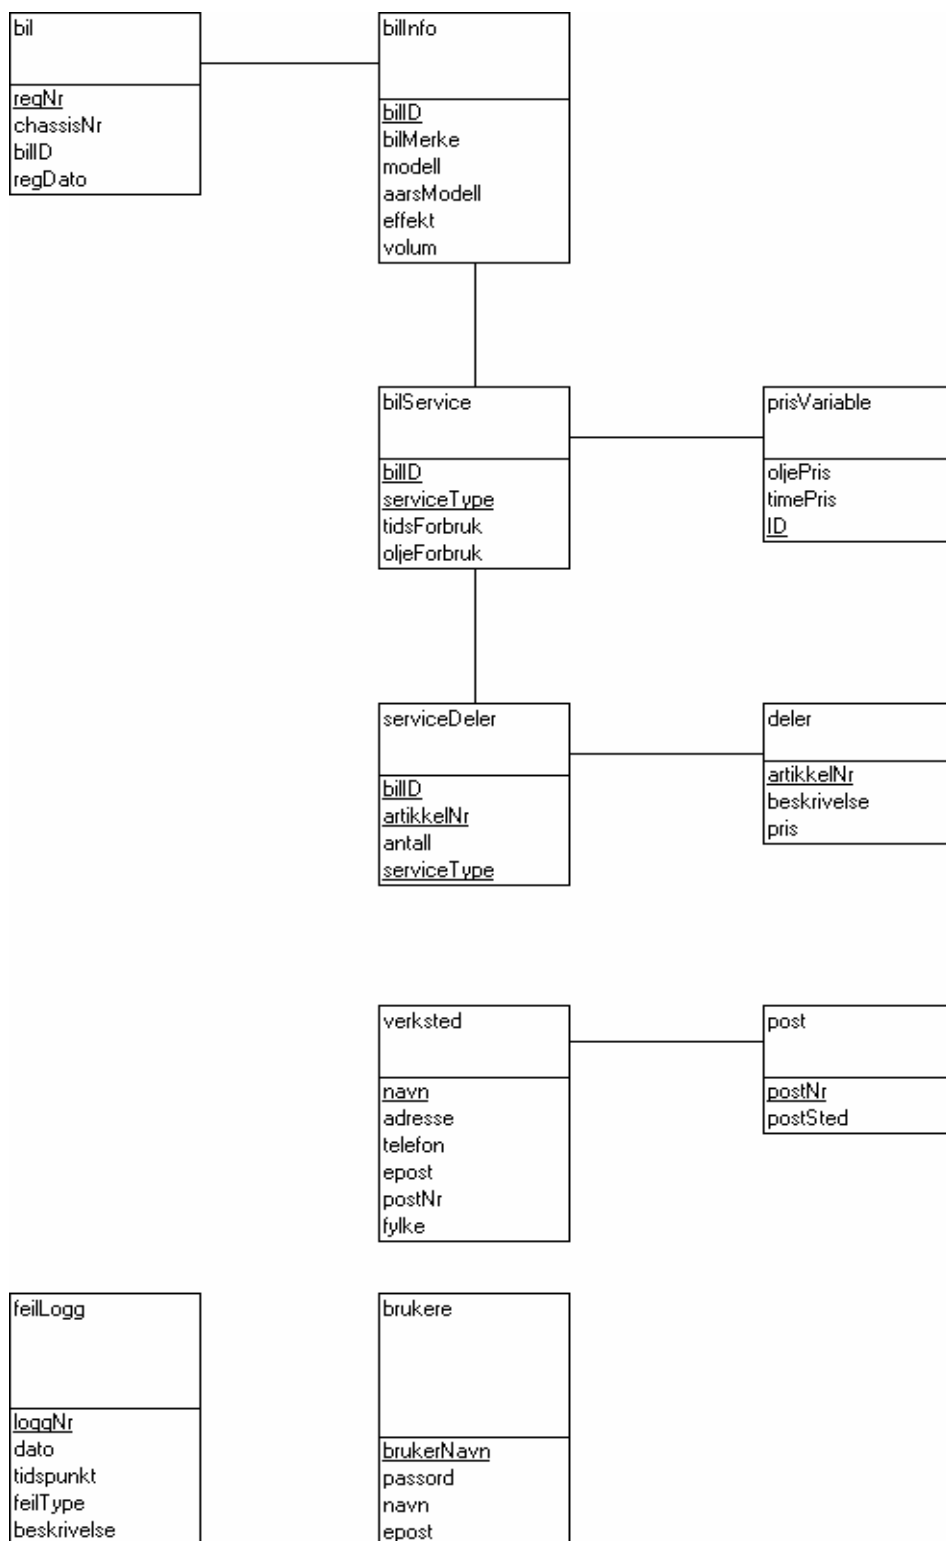 bil
regNr
chassisNr
bilID
regDato
bilInfo
bilID
bilMerke
modell
aarsModell
effekt
volum
bilService
bilID
serviceType
tidsForbruk
oljeForbruk
prisVariable
oljePris
timePris
ID
serviceDeler
bilID
artikkelNr
antall
serviceType
deler
artikkelNr
beskrivelse
pris
verksted
navn
adresse
telefon
epost
postNr
fylke
post
postNr
postSted
feilLogg
loggNr
dato
tidspunkt
feilType
beskrivelse
brukere
brukerNavn
passord
navn
epost